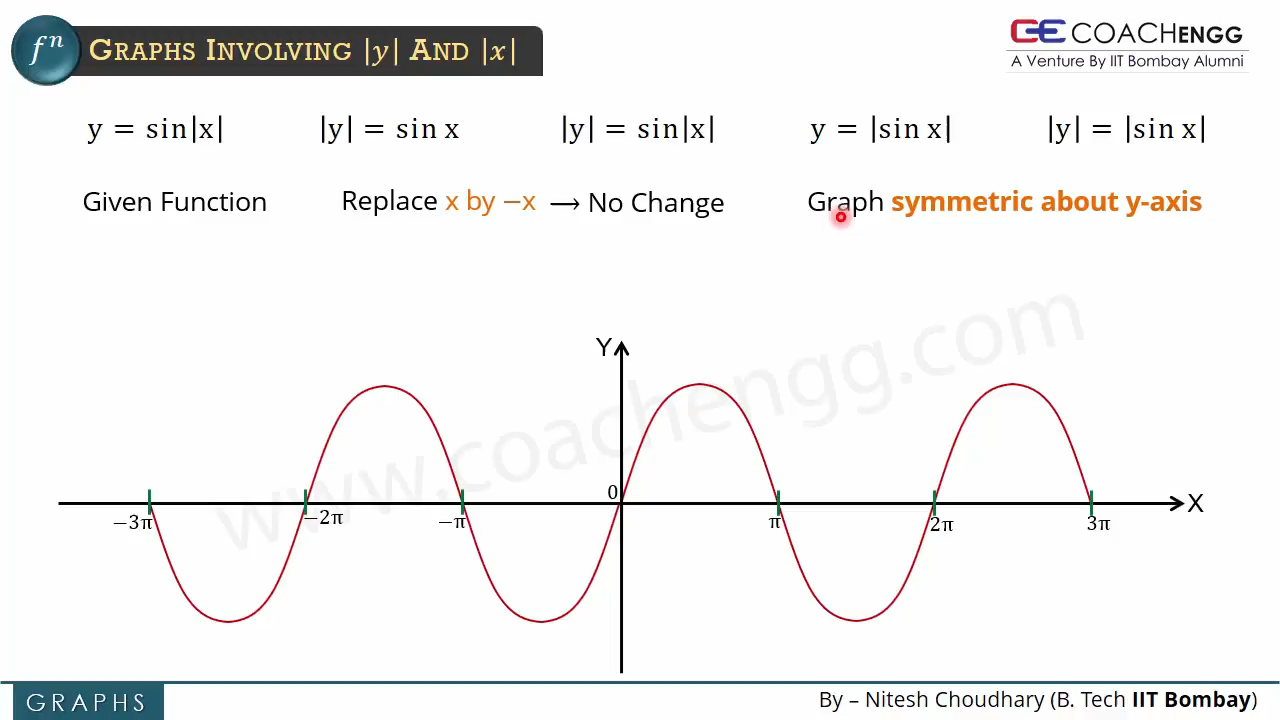 fⁿ GRAPHS INVOLVING |y| AND |x|
CE COACHENGG
A Venture By IIT Bombay Alumni
y = sin|x| |y| = sin x |y| = sin|x| y = |sin x| |y| = |sin x|
Given Function Replace x by −x ⟶ No Change Graph symmetric about y-axis
www.coachengg.com
Y
0
X
−3π −2π −π π 2π 3π
GRAPHS
By – Nitesh Choudhary (B. Tech IIT Bombay)